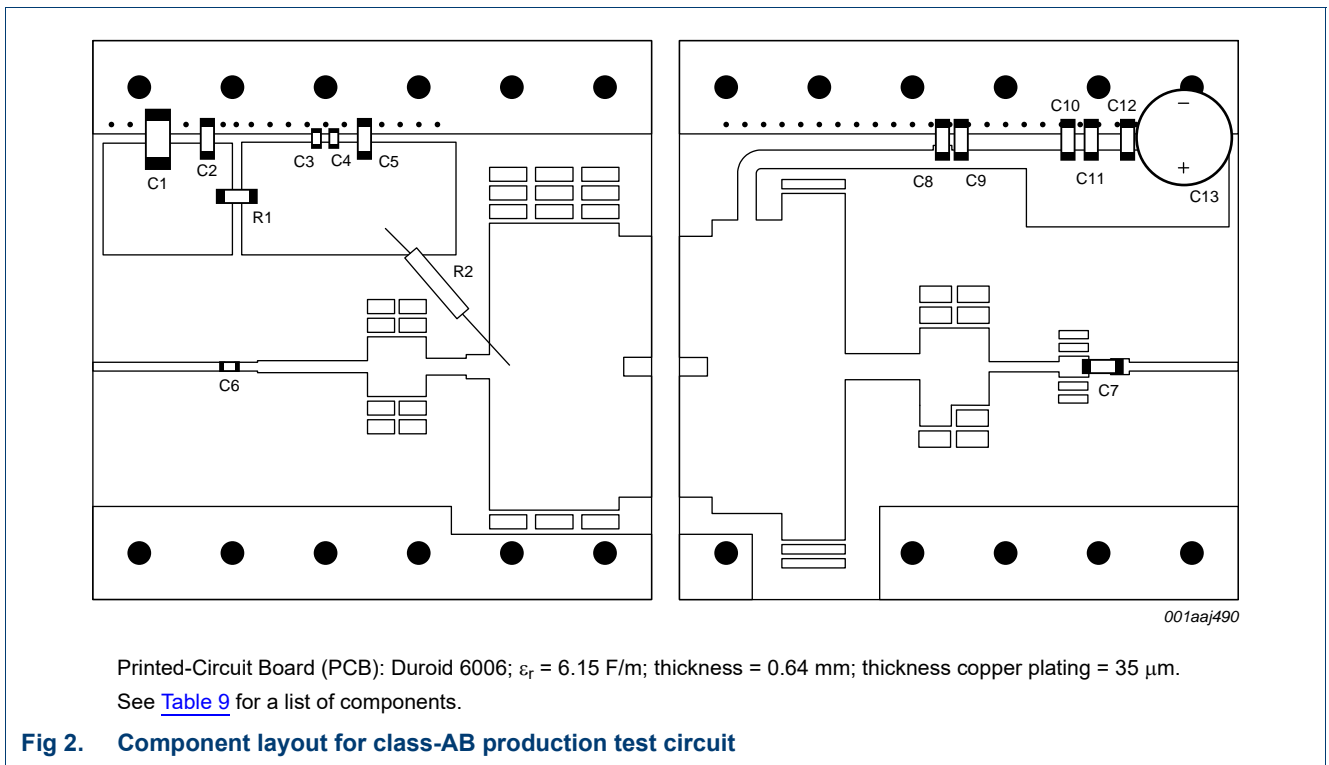 C10 C12
−
C1
C2
C3
C4
C5
C8
C9
C11
+
C13
R1
R2
C6
C7
001aaj490
Printed-Circuit Board (PCB): Duroid 6006; εr = 6.15 F/m; thickness = 0.64 mm; thickness copper plating = 35 μm.
See Table 9 for a list of components.
Fig 2. Component layout for class-AB production test circuit